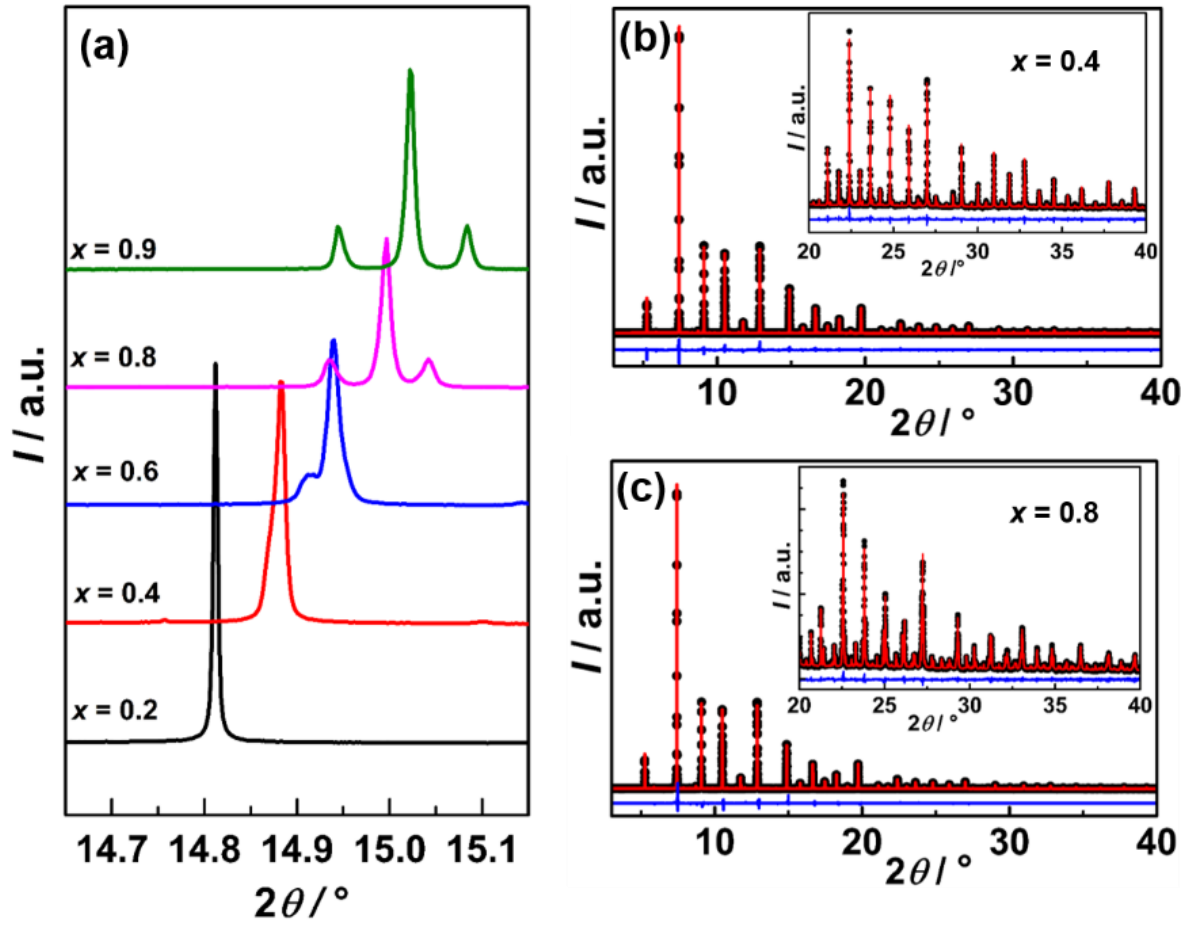 (a)
x = 0.9
x = 0.8
x = 0.6
x = 0.4
x = 0.2
I / a.u.
14.7 14.8 14.9 15.0 15.1
2θ / °
(b)
I / a.u.
10 20 30 40
2θ / °
x = 0.4
I / a.u.
20 25 30 35 40
2θ /°
(c)
I / a.u.
10 20 30 40
2θ / °
x = 0.8
I / a.u.
20 25 30 35 40
2θ /°